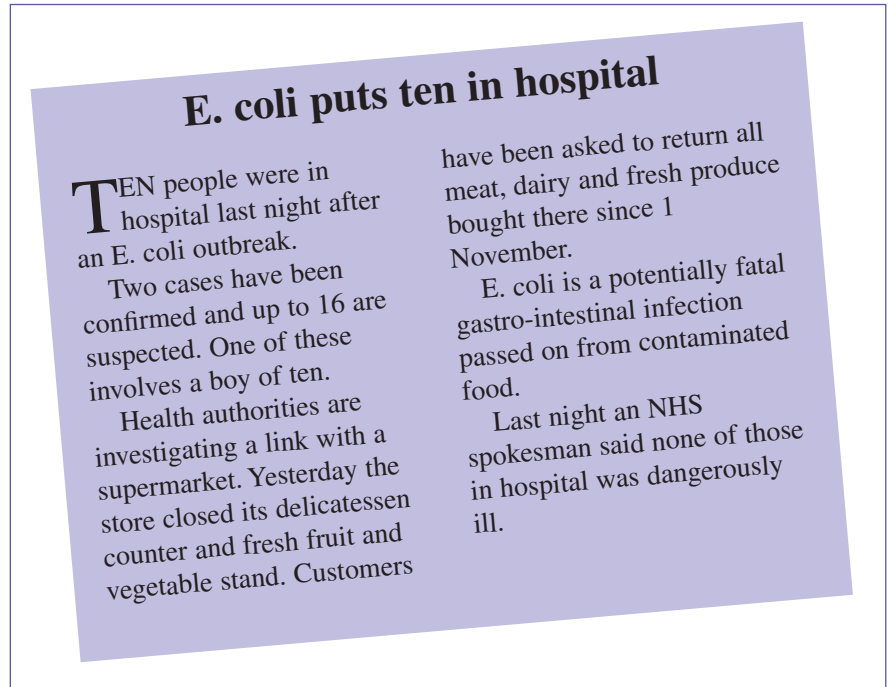 E. coli puts ten in hospital
TEN people were in
hospital last night after
an E. coli outbreak.
Two cases have been
confirmed and up to 16 are
suspected. One of these
involves a boy of ten.
Health authorities are
investigating a link with a
supermarket. Yesterday the
store closed its delicatessen
counter and fresh fruit and
vegetable stand. Customers
have been asked to return all
meat, dairy and fresh produce
bought there since 1
November.
E. coli is a potentially fatal
gastro-intestinal infection
passed on from contaminated
food.
Last night an NHS
spokesman said none of those
in hospital was dangerously
ill.